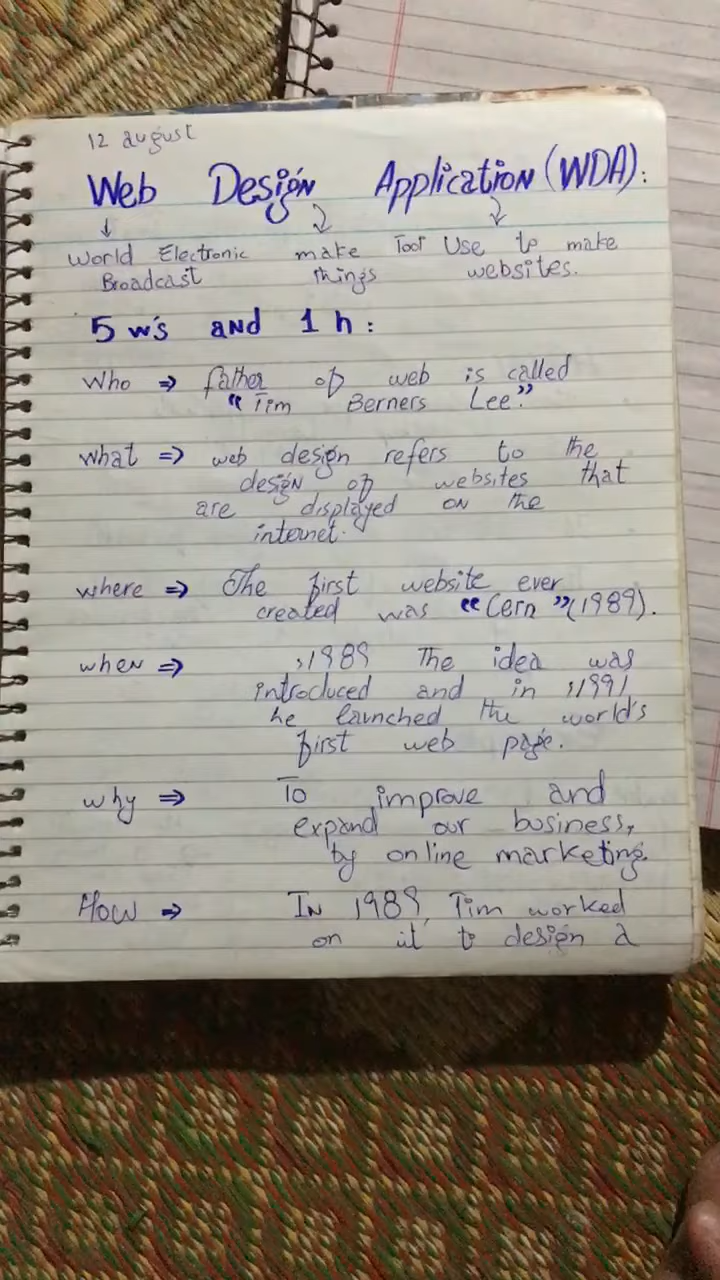 12 august
Web Design Application (WDA):
World Electronic make Tool Use to make
Broadcast things websites.
5 w's and 1 h:
Who ⇒ father of web is called
"Tim Berners Lee."
what ⇒ web design refers to the
design of websites that
are displayed on the
internet.
where ⇒ The first website ever
created was "Cern" (1989).
when ⇒ ,1989 The idea was
introduced and in ,1991
he launched the world's
first web page.
why ⇒ To improve and
expand our business,
by online marketing.
How ⇒ In 1989, Tim worked
on it to design a